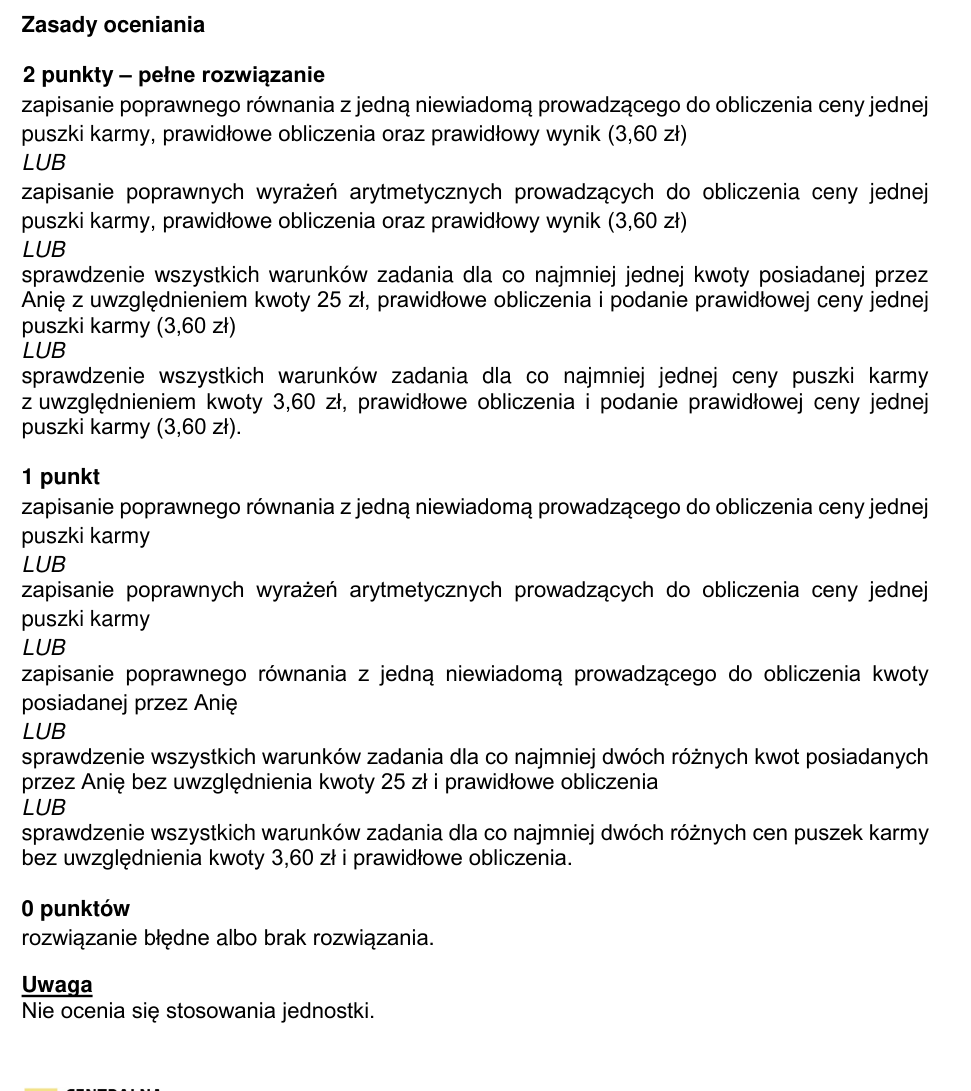 Zasady oceniania
2 punkty – pełne rozwiązanie
zapisanie poprawnego równania z jedną niewiadomą prowadzącego do obliczenia ceny jednej
puszki karmy, prawidłowe obliczenia oraz prawidłowy wynik (3,60 zł)
LUB
zapisanie poprawnych wyrażeń arytmetycznych prowadzących do obliczenia ceny jednej
puszki karmy, prawidłowe obliczenia oraz prawidłowy wynik (3,60 zł)
LUB
sprawdzenie wszystkich warunków zadania dla co najmniej jednej kwoty posiadanej przez
Anię z uwzględnieniem kwoty 25 zł, prawidłowe obliczenia i podanie prawidłowej ceny jednej
puszki karmy (3,60 zł)
LUB
sprawdzenie wszystkich warunków zadania dla co najmniej jednej ceny puszki karmy
z uwzględnieniem kwoty 3,60 zł, prawidłowe obliczenia i podanie prawidłowej ceny jednej
puszki karmy (3,60 zł).
1 punkt
zapisanie poprawnego równania z jedną niewiadomą prowadzącego do obliczenia ceny jednej
puszki karmy
LUB
zapisanie poprawnych wyrażeń arytmetycznych prowadzących do obliczenia ceny jednej
puszki karmy
LUB
zapisanie poprawnego równania z jedną niewiadomą prowadzącego do obliczenia kwoty
posiadanej przez Anię
LUB
sprawdzenie wszystkich warunków zadania dla co najmniej dwóch różnych kwot posiadanych
przez Anię bez uwzględnienia kwoty 25 zł i prawidłowe obliczenia
LUB
sprawdzenie wszystkich warunków zadania dla co najmniej dwóch różnych cen puszek karmy
bez uwzględnienia kwoty 3,60 zł i prawidłowe obliczenia.
0 punktów
rozwiązanie błędne albo brak rozwiązania.
Uwaga
Nie ocenia się stosowania jednostki.